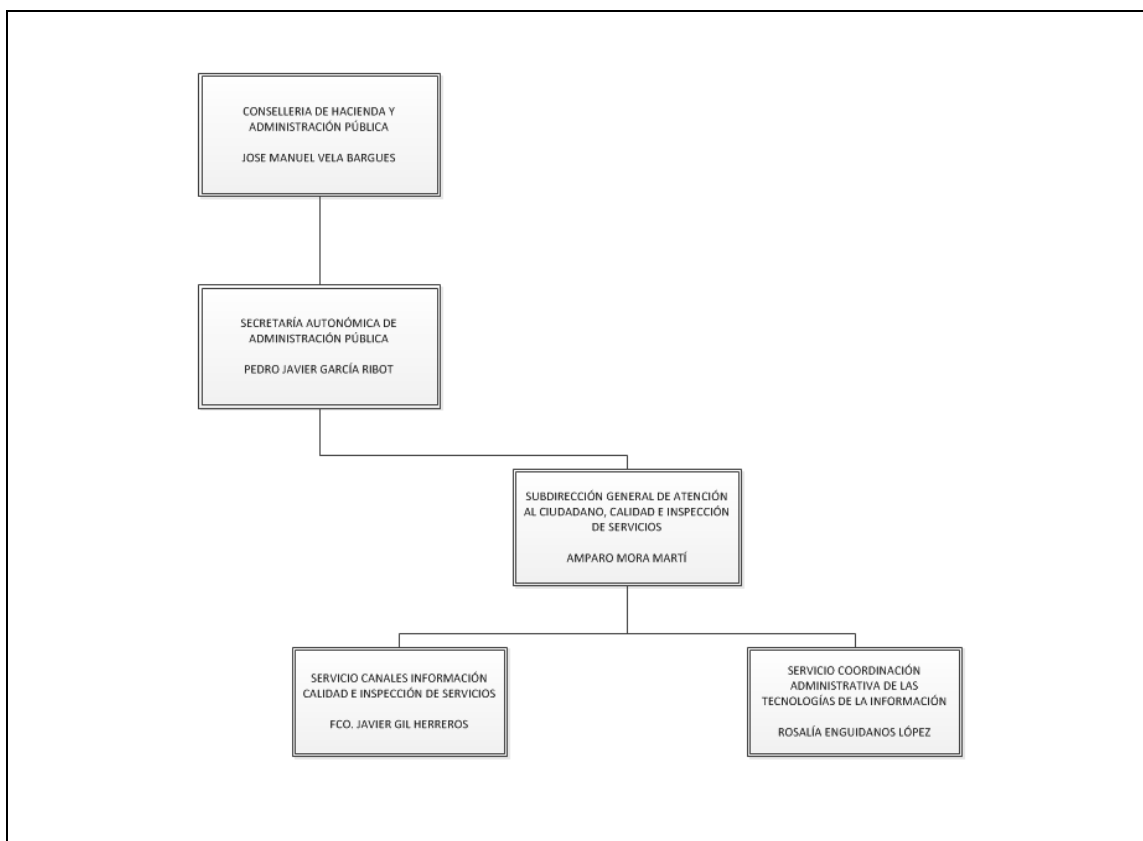 CONSELLERIA DE HACIENDA Y
ADMINISTRACIÓN PÚBLICA
JOSE MANUEL VELA BARGUES
SECRETARÍA AUTONÓMICA DE
ADMINISTRACIÓN PÚBLICA
PEDRO JAVIER GARCÍA RIBOT
SUBDIRECCIÓN GENERAL DE ATENCIÓN
AL CIUDADANO, CALIDAD E INSPECCIÓN
DE SERVICIOS
AMPARO MORA MARTÍ
SERVICIO CANALES INFORMACIÓN
CALIDAD E INSPECCIÓN DE SERVICIOS
FCO. JAVIER GIL HERREROS
SERVICIO COORDINACIÓN
ADMINISTRATIVA DE LAS
TECNOLOGÍAS DE LA INFORMACIÓN
ROSALÍA ENGUIDANOS LÓPEZ